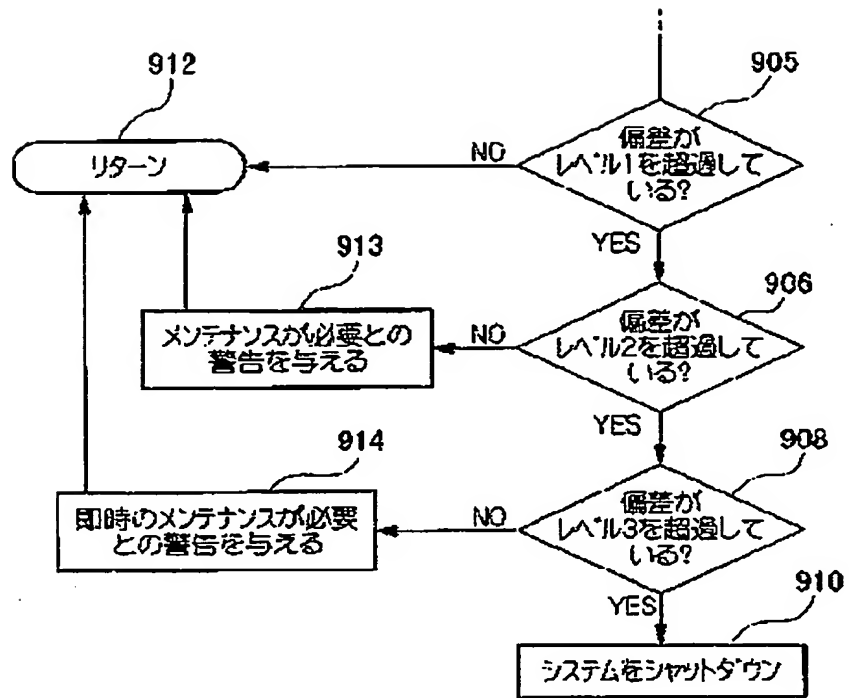 912
リターン
905
偏差が
レベル1を超過して
いる?
NO
YES
913
メンテナンスが必要との
警告を与える
906
偏差が
レベル2を超過して
いる?
NO
YES
914
即時のメンテナンスが必要
との警告を与える
908
偏差が
レベル3を超過して
いる?
NO
YES
910
システムをシャットダウン